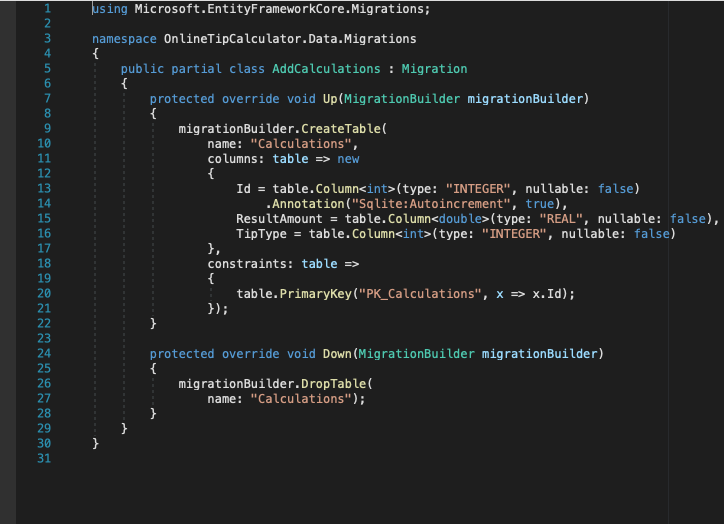 1 using Microsoft.EntityFrameworkCore.Migrations;
2
3 namespace OnlineTipCalculator.Data.Migrations
4 {
5     public partial class AddCalculations : Migration
6     {
7         protected override void Up(MigrationBuilder migrationBuilder)
8         {
9             migrationBuilder.CreateTable(
10                 name: "Calculations",
11                 columns: table => new
12                 {
13                     Id = table.Column<int>(type: "INTEGER", nullable: false)
14                         .Annotation("Sqlite:Autoincrement", true),
15                     ResultAmount = table.Column<double>(type: "REAL", nullable: false),
16                     TipType = table.Column<int>(type: "INTEGER", nullable: false)
17                 },
18                 constraints: table =>
19                 {
20                     table.PrimaryKey("PK_Calculations", x => x.Id);
21                 });
22         }
23
24         protected override void Down(MigrationBuilder migrationBuilder)
25         {
26             migrationBuilder.DropTable(
27                 name: "Calculations");
28         }
29     }
30 }
31